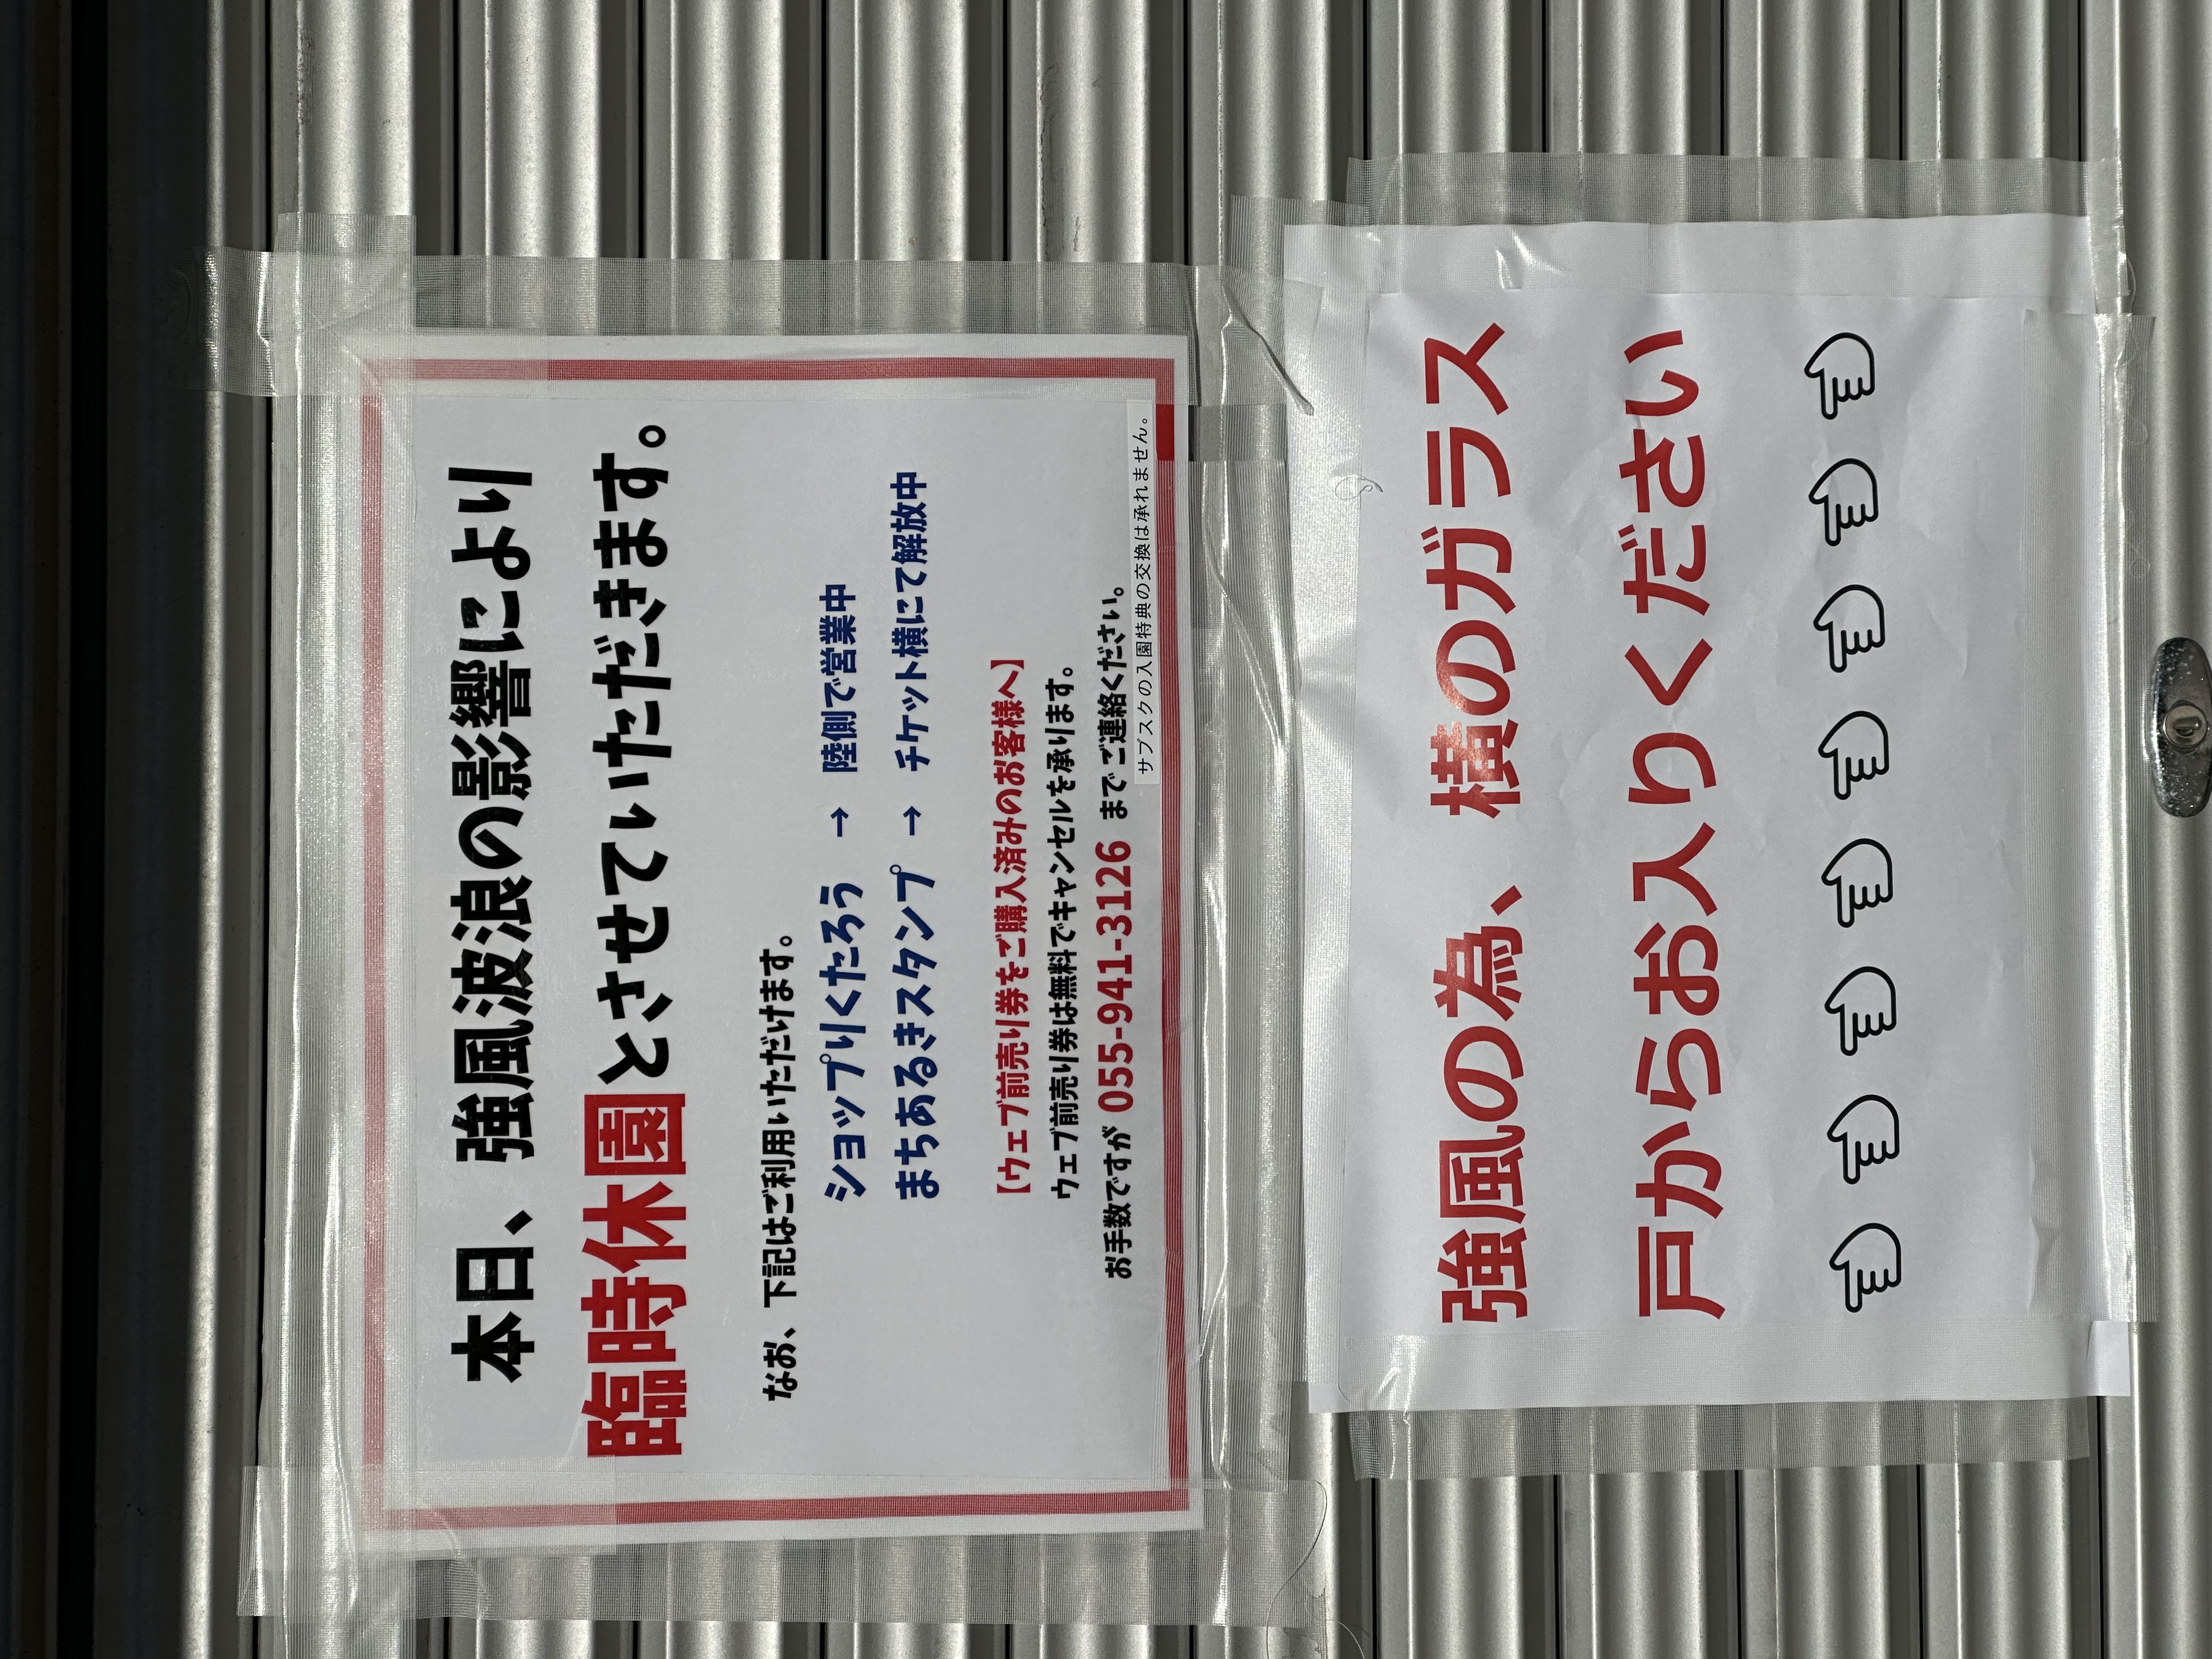 本日、強風波浪の影響により
臨時休園とさせていただきます。
なお、下記はご利用いただけます。
ショップりくたろう → 陸側で営業中
まちあるきスタンプ → チケット横にて解放中
【ウェブ前売り券をご購入済みのお客様へ】
ウェブ前売り券は無料でキャンセルを承ります。
お手数ですが 055-941-3126 までご連絡ください。
サブスクの入園特典の交換は承れません。
強風の為、横のガラス
戸からお入りください